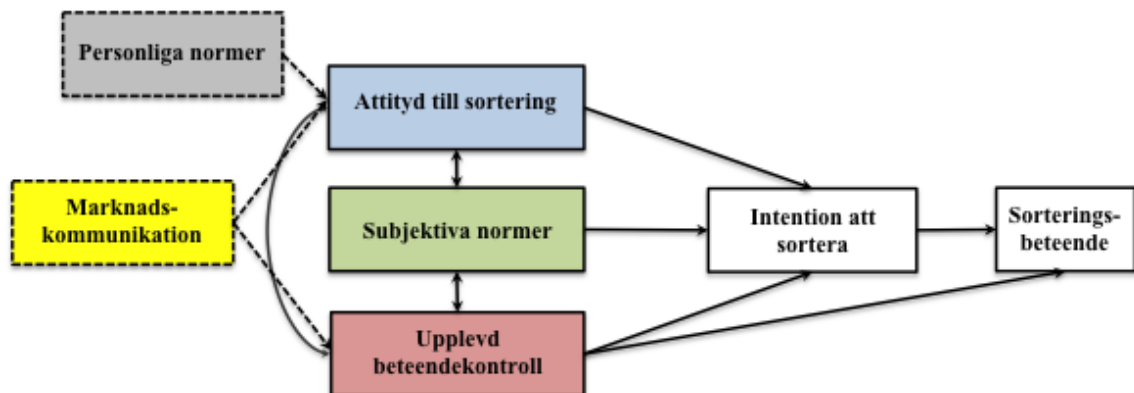 Personliga normer
Attityd till sortering
Marknads-
kommunikation
Subjektiva normer
Intention att
sortera
Sorterings-
beteende
Upplevd
beteendekontroll